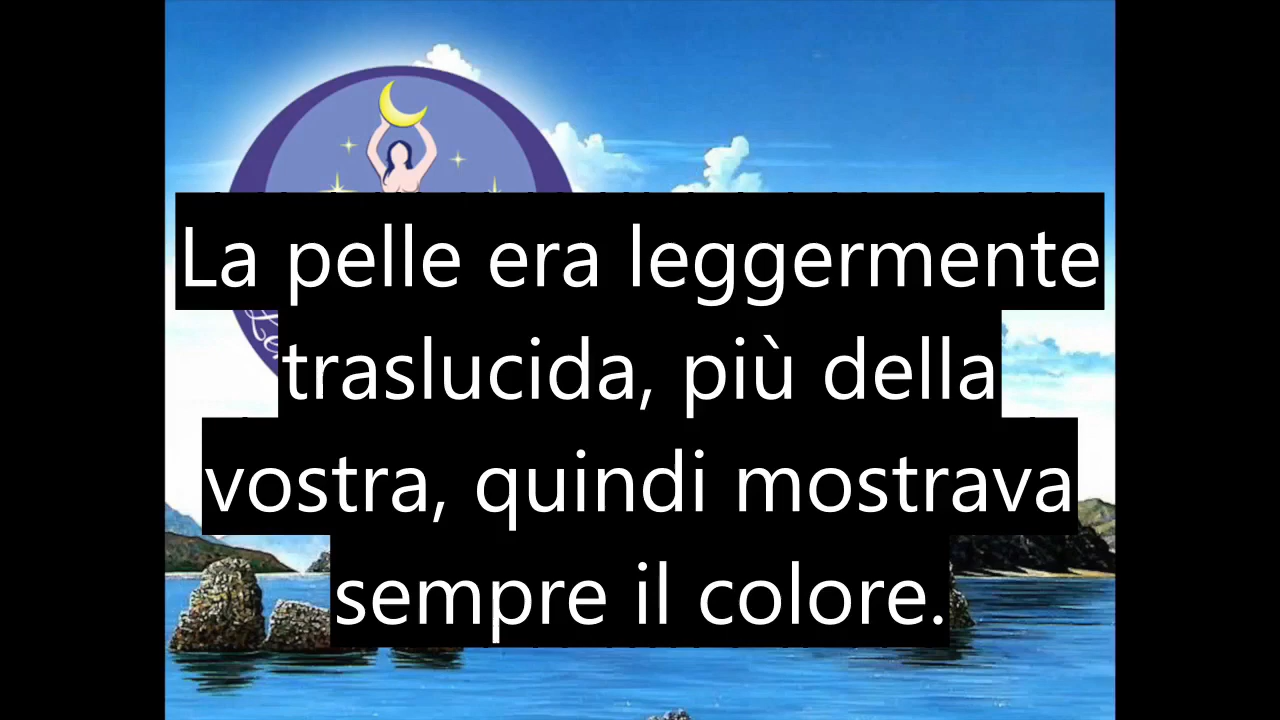 La pelle era leggermente
traslucida, più della
vostra, quindi mostrava
sempre il colore.